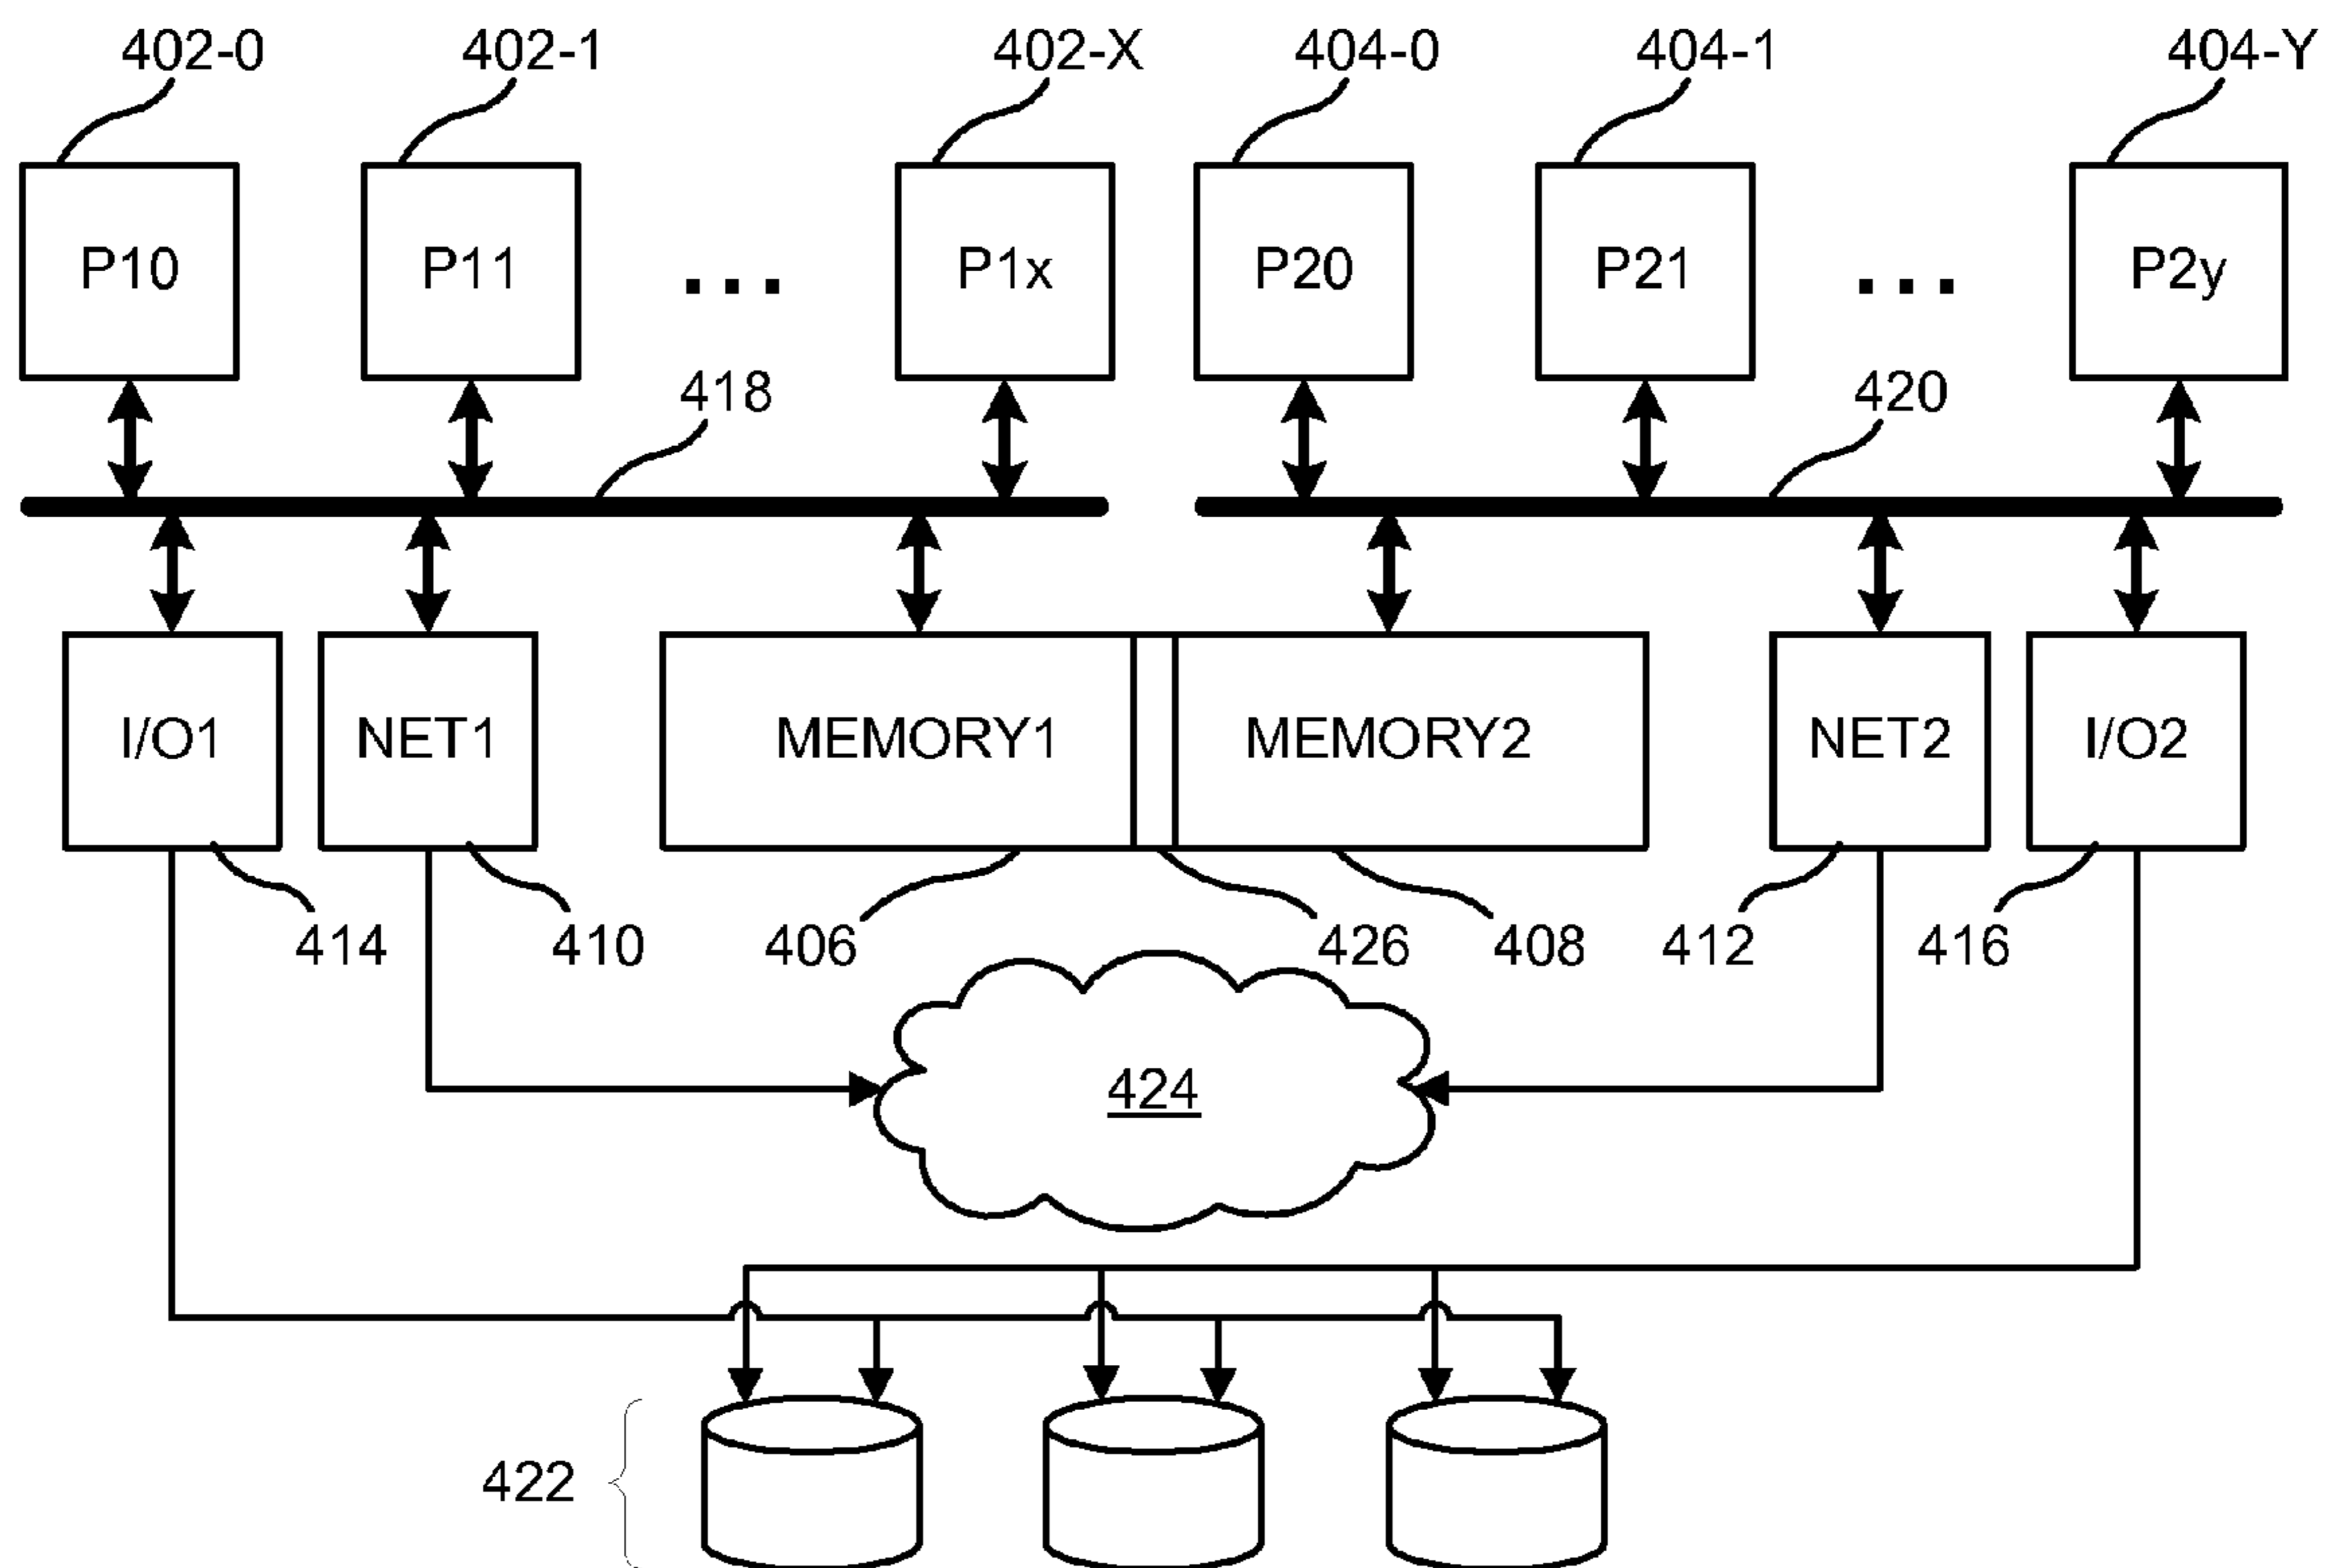 402-0 402-1 402-X 404-0 404-1 404-Y
P10 P11 ... P1x P20 P21 ... P2y
418 420
I/O1 NET1 MEMORY1 MEMORY2 NET2 I/O2
414 410 406 426 408 412 416
424
422